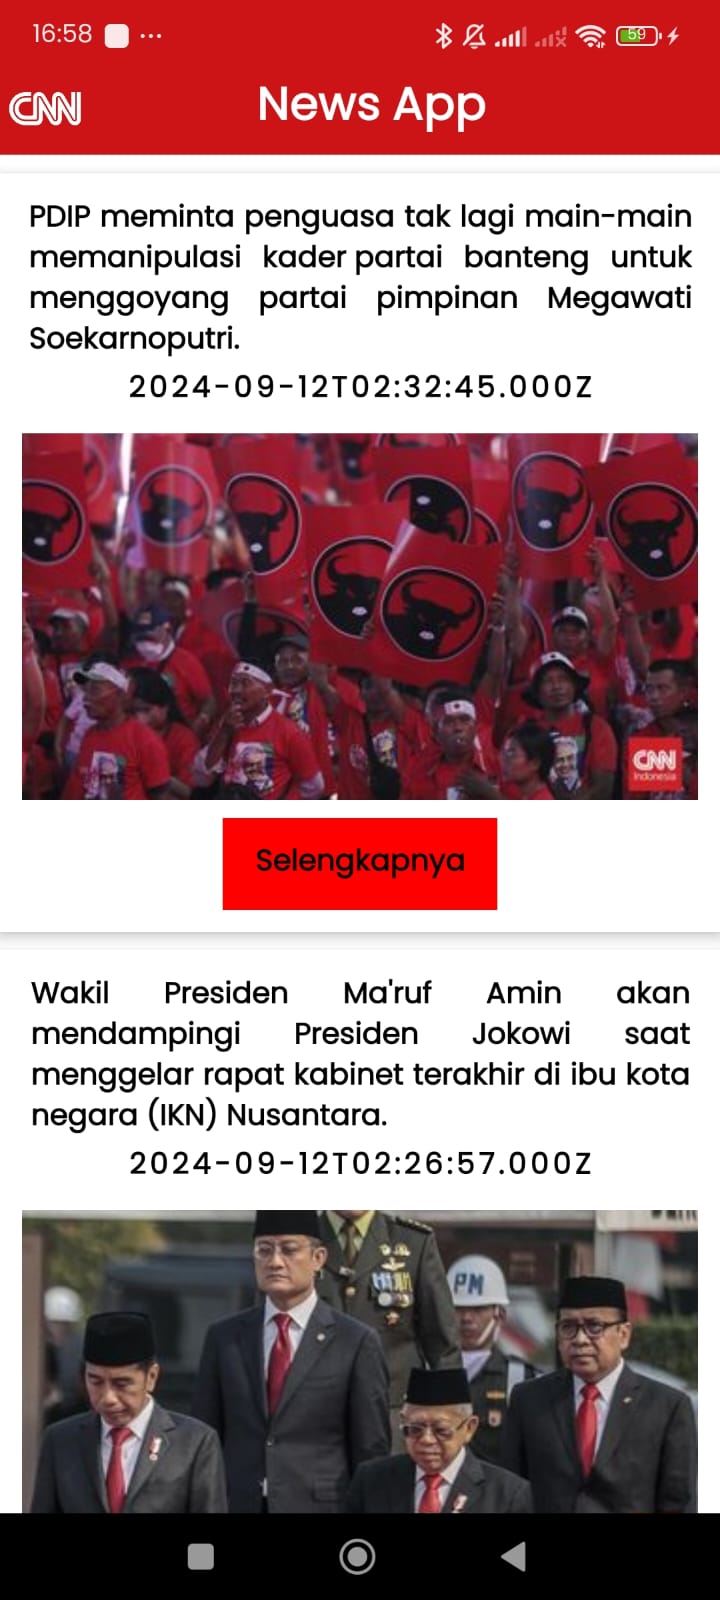 16:58
59
CNN
News App
PDIP meminta penguasa tak lagi main-main
memanipulasi kader partai banteng untuk
menggoyang partai pimpinan Megawati
Soekarnoputri.
2024-09-12T02:32:45.000Z
CNN
Indonesia
Selengkapnya
Wakil Presiden Ma'ruf Amin akan
mendampingi Presiden Jokowi saat
menggelar rapat kabinet terakhir di ibu kota
negara (IKN) Nusantara.
2024-09-12T02:26:57.000Z
PM